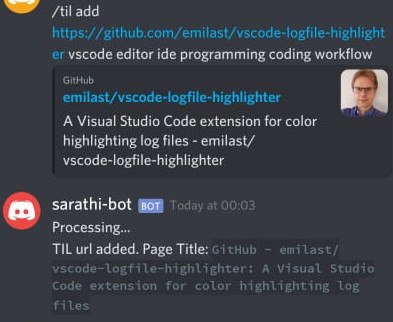 /til add
https://github.com/emilast/vscode-logfile-highlight
er vscode editor ide programming coding workflow
GitHub
emilast/vscode-logfile-highlighter
A Visual Studio Code extension for color
highlighting log files - emilast/
vscode-logfile-highlighter
sarathi-bot BOT Today at 00:03
Processing...
TIL url added. Page Title: GitHub - emilast/
vscode-logfile-highlighter: A Visual Studio
Code extension for color highlighting log
files